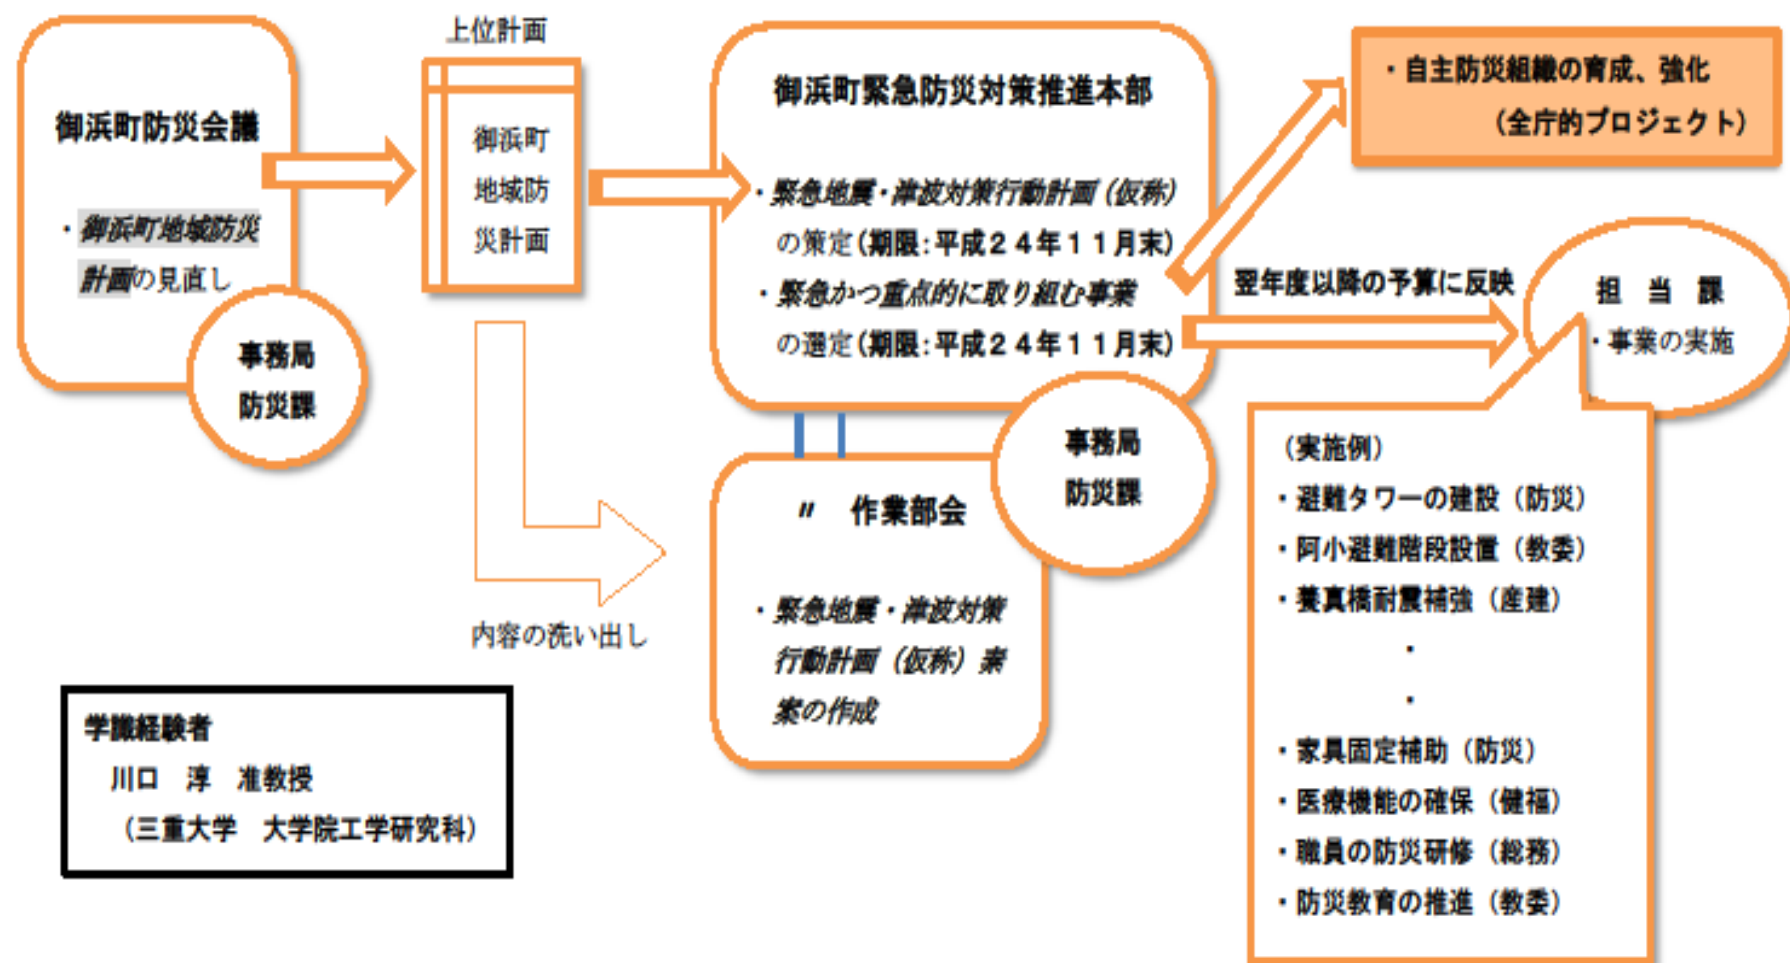 上位計画
御浜町防災会議
・御浜町地域防災
計画の見直し
事務局
防災課
御浜町
地域防
災計画
内容の洗い出し
御浜町緊急防災対策推進本部
・緊急地震・津波対策行動計画(仮称)
の策定(期限:平成24年11月末)
・緊急かつ重点的に取り組む事業
の選定(期限:平成24年11月末)
事務局
防災課
〃 作業部会
・緊急地震・津波対策
行動計画(仮称)素
案の作成
・自主防災組織の育成、強化
(全庁的プロジェクト)
翌年度以降の予算に反映
担 当 課
・事業の実施
(実施例)
・避難タワーの建設(防災)
・阿小避難階段設置(教委)
・養真橋耐震補強(産建)
・
・
・家具固定補助(防災)
・医療機能の確保(健福)
・職員の防災研修(総務)
・防災教育の推進(教委)
学識経験者
川口 淳 准教授
(三重大学 大学院工学研究科)